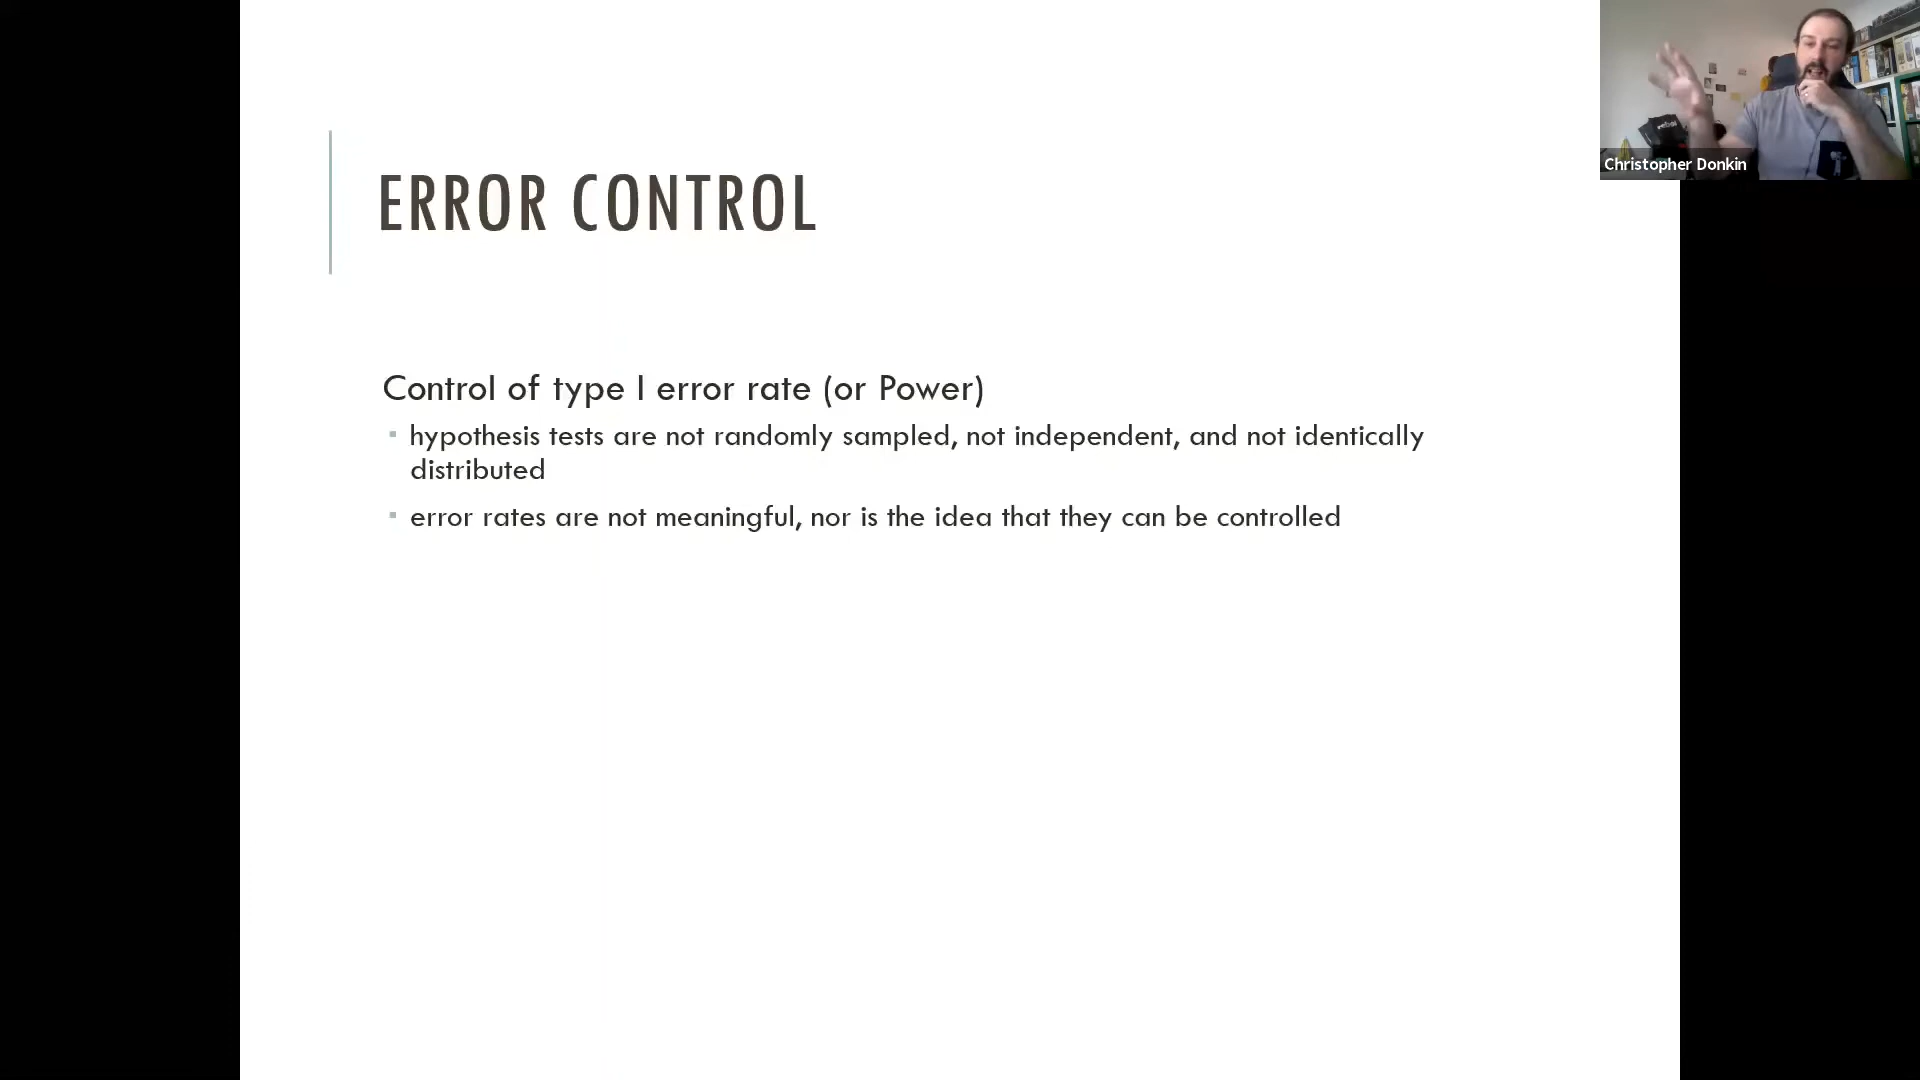 ERROR CONTROL
Control of type I error rate (or Power)
▪ hypothesis tests are not randomly sampled, not independent, and not identically
distributed
▪ error rates are not meaningful, nor is the idea that they can be controlled
Christopher Donkin